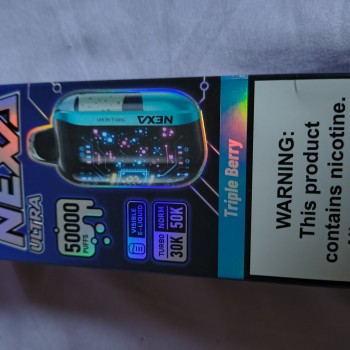 NEXA
ULTRA
50000
PUFFS
VISIBLE
E-LIQUID
TURBO
30K
NORM
50K
NEXA
Triple Berry
WARNING:
This product
contains nicotine.